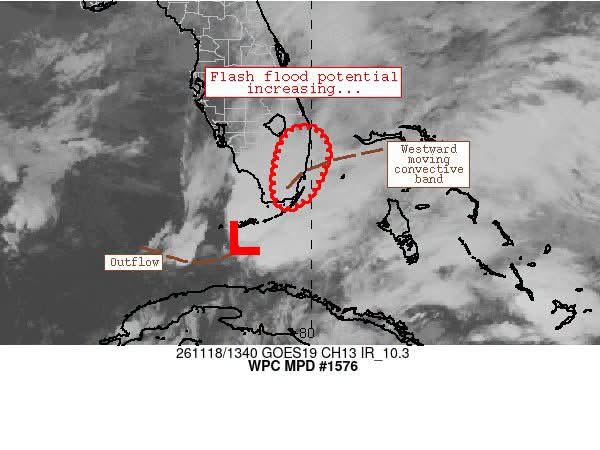 Flash flood potential
increasing...
Westward
moving
convective
band
Outflow
L
80
261118/1340 GOES19 CH13 IR_10.3
WPC MPD #1576